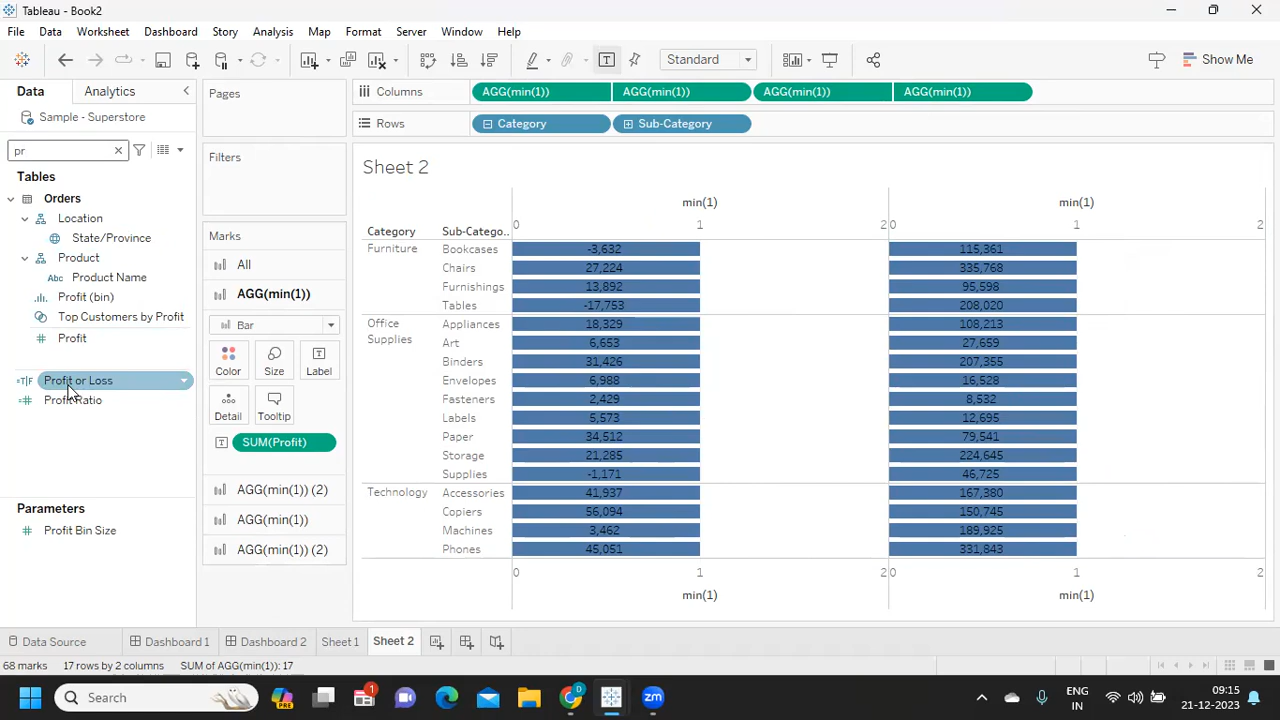 Tableau - Book2
File Data Worksheet Dashboard Story Analysis Map Format Server Window Help
Standard
Show Me
Data Analytics
Sample - Superstore
pr
Tables
Orders
Location
State/Province
Product
Abc Product Name
Profit (bin)
Top Customers by Profit
Profit
Profit or Loss
Profit Ratio
Parameters
Profit Bin Size
Pages
Filters
Marks
All
AGG(min(1))
Bar
Color Size Label
Detail Tooltip
SUM(Profit)
AGG(min(1)) (2)
AGG(min(1))
AGG(min(1)) (2)
Columns AGG(min(1)) AGG(min(1)) AGG(min(1)) AGG(min(1))
Rows Category Sub-Category
Sheet 2
min(1) min(1)
0 1 20 1 2
Category Sub-Catego..
Furniture Bookcases -3,632 115,361
Chairs 27,224 335,768
Furnishings 13,892 95,598
Tables -17,753 208,020
Office Supplies Appliances 18,329 108,213
Art 6,653 27,659
Binders 31,426 207,355
Envelopes 6,988 16,528
Fasteners 2,429 8,532
Labels 5,573 12,695
Paper 34,512 79,541
Storage 21,285 224,645
Supplies -1,171 46,725
Technology Accessories 41,937 167,380
Copiers 56,094 150,745
Machines 3,462 189,925
Phones 45,051 331,843
0 1 20 1 2
min(1) min(1)
Data Source Dashboard 1 Dashboard 2 Sheet 1 Sheet 2
68 marks 17 rows by 2 columns SUM of AGG(min(1)): 17
Search
PRE
1
D
zm
ENG
IN
09:15
21-12-2023